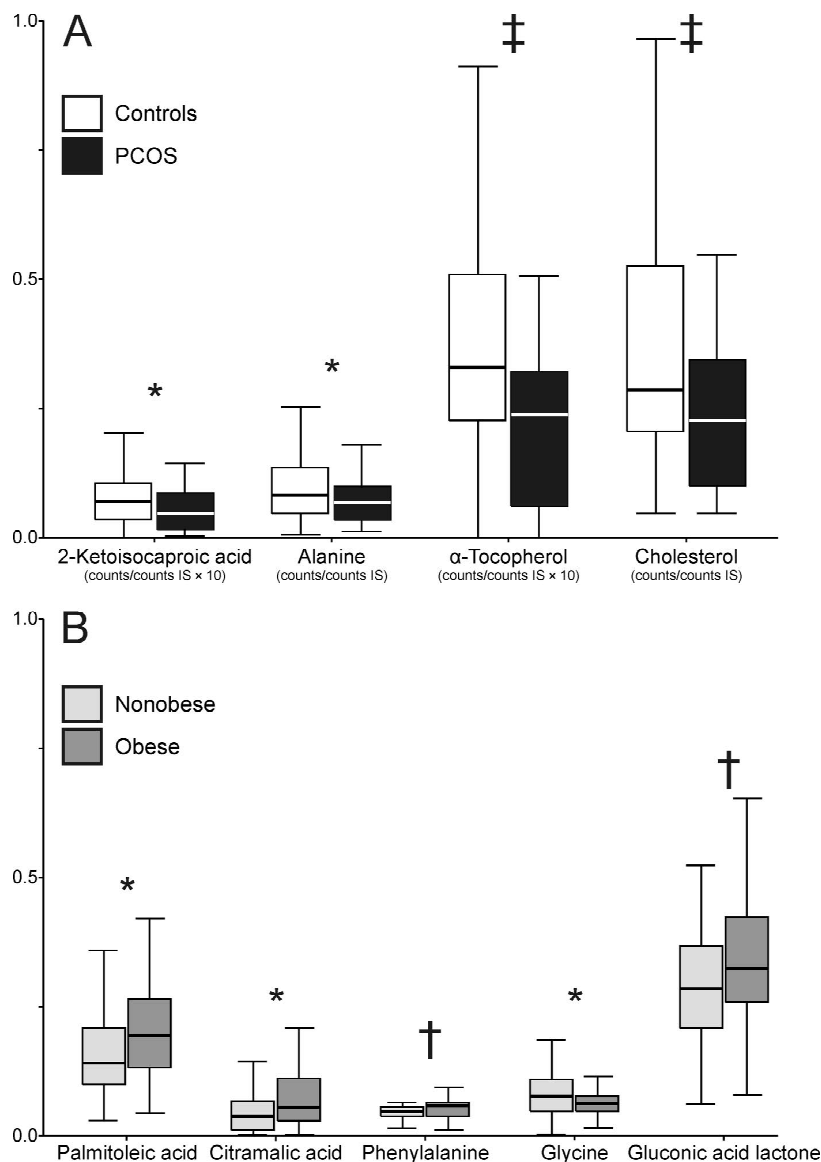 A
1.0
‡ ‡
Controls
PCOS
0.5
*
*
0.0
2-Ketoisocaproic acid Alanine α-Tocopherol Cholesterol
(counts/counts IS × 10) (counts/counts IS) (counts/counts IS × 10) (counts/counts IS)
B
1.0
Nonobese
Obese
†
0.5
*
* *
†
0.0
Palmitoleic acid Citramalic acid Phenylalanine Glycine Gluconic acid lactone